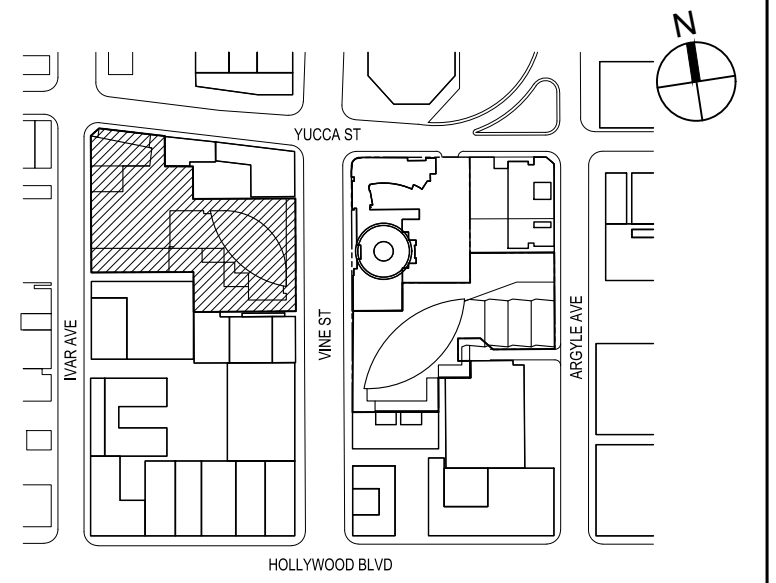 N
YUCCA ST
IVAR AVE
VINE ST
ARGYLE AVE
HOLLYWOOD BLVD